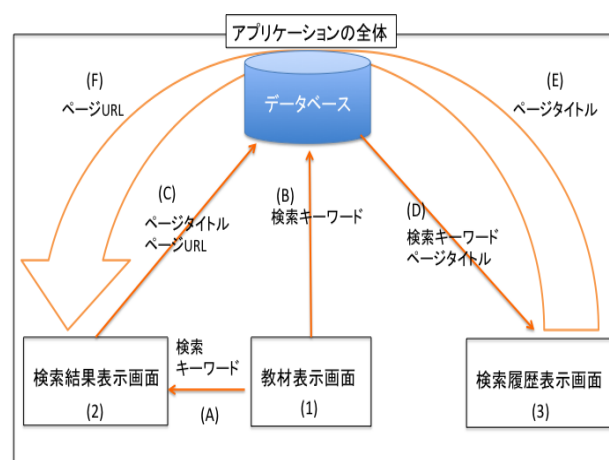 アプリケーションの全体
(F)
ページURL
(E)
ページタイトル
データベース
(C)
ページタイトル
ページURL
(B)
検索キーワード
(D)
検索キーワード
ページタイトル
検索
キーワード
(A)
検索結果表示画面
(2)
教材表示画面
(1)
検索履歴表示画面
(3)